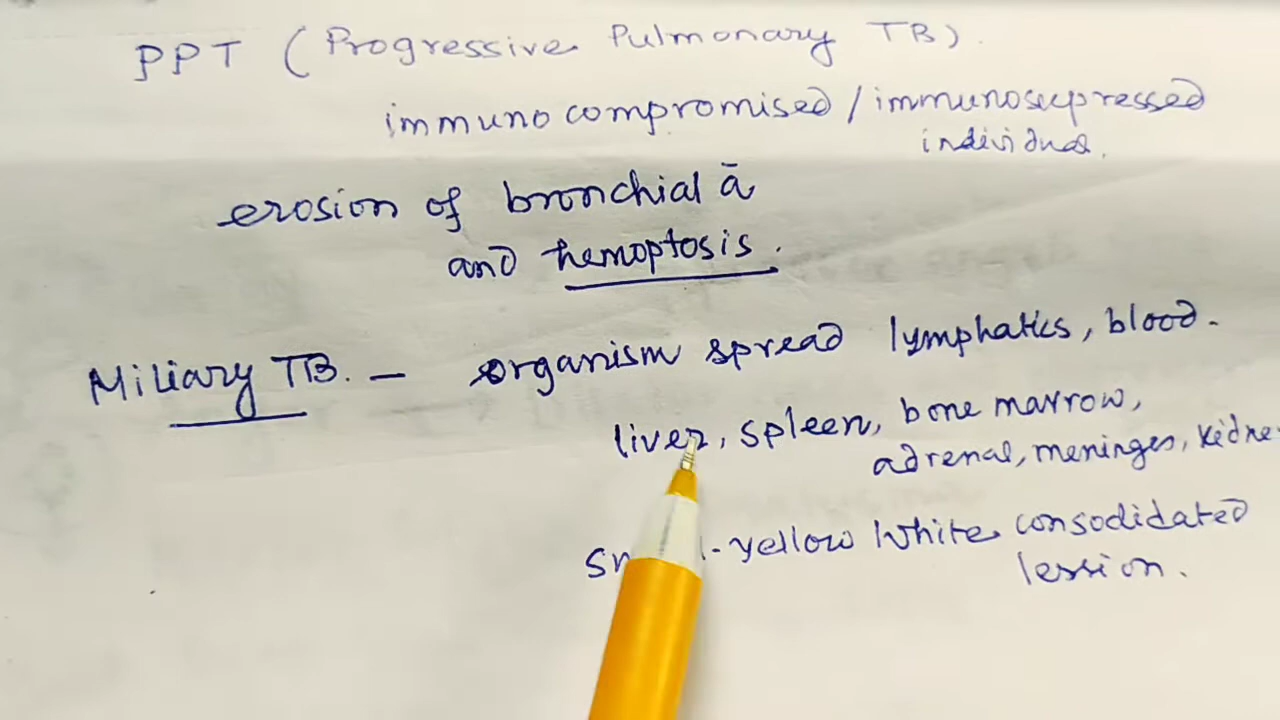 PPT (Progressive Pulmonary TB).
immunocompromised / immunosupressed
individual.
erosion of bronchial ā
and hemoptosis.
Miliary TB. – organism spread lymphatics, blood.
liver, spleen, bone marrow,
adrenal, meninges, kidne
yellow white consodidated
lession.